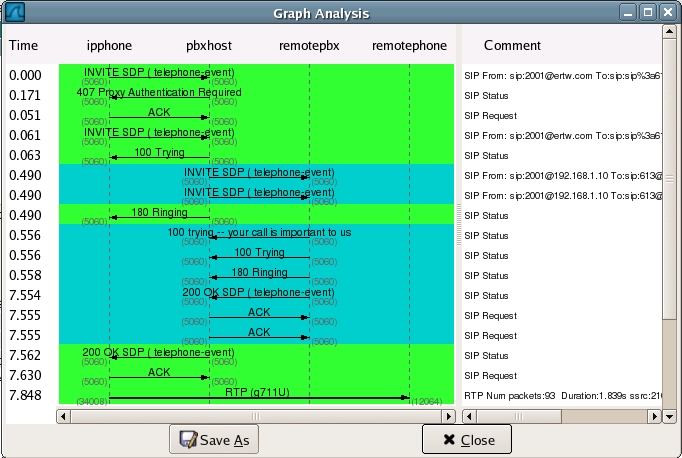 Graph Analysis
Time ipphone pbxhost remotepbx remotephone Comment
0.000 INVITE SDP ( telephone-event) SIP From: sip:2001@ertw.com To:sip:sip%3a6
(5060) (5060)
0.171 407 Proxy Authentication Required SIP Status
(5060) (5060)
0.051 ACK SIP Request
(5060) (5060)
0.061 INVITE SDP ( telephone-event) SIP From: sip:2001@ertw.com To:sip:sip%3a6
(5060) (5060)
0.063 100 Trying SIP Status
(5060) (5060)
0.490 INVITE SDP ( telephone-event) SIP From: sip:2001@192.168.1.10 To:sip:613@
(5060) (5060)
0.490 INVITE SDP ( telephone-event) SIP From: sip:2001@192.168.1.10 To:sip:613@
(5060) (5060)
0.490 180 Ringing SIP Status
(5060) (5060)
0.556 100 trying -- your call is important to us SIP Status
(5060) (5060)
0.556 100 Trying SIP Status
(5060) (5060)
0.558 180 Ringing SIP Status
(5060) (5060)
7.554 200 OK SDP ( telephone-event) SIP Status
(5060) (5060)
7.555 ACK SIP Request
(5060) (5060)
7.555 ACK SIP Request
(5060) (5060)
7.562 200 OK SDP ( telephone-event) SIP Status
(5060) (5060)
7.630 ACK SIP Request
(5060) (5060)
7.848 RTP (g711U) RTP Num packets:93 Duration:1.839s ssrc:21
(34008) (12064)
Save As Close